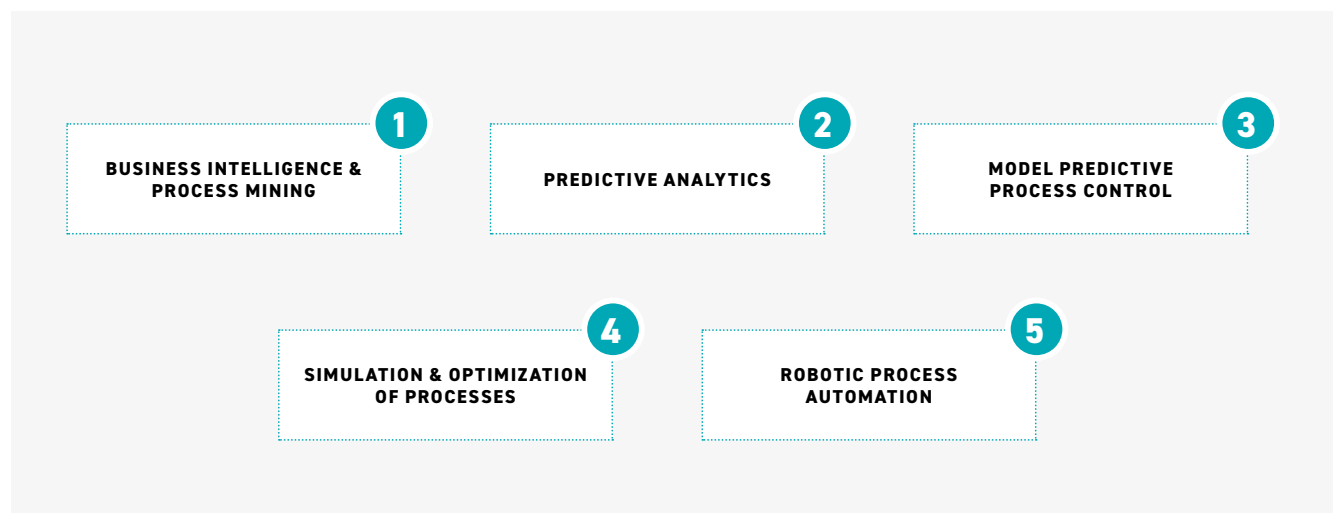 1
BUSINESS INTELLIGENCE &
PROCESS MINING
2
PREDICTIVE ANALYTICS
3
MODEL PREDICTIVE
PROCESS CONTROL
4
SIMULATION & OPTIMIZATION
OF PROCESSES
5
ROBOTIC PROCESS
AUTOMATION